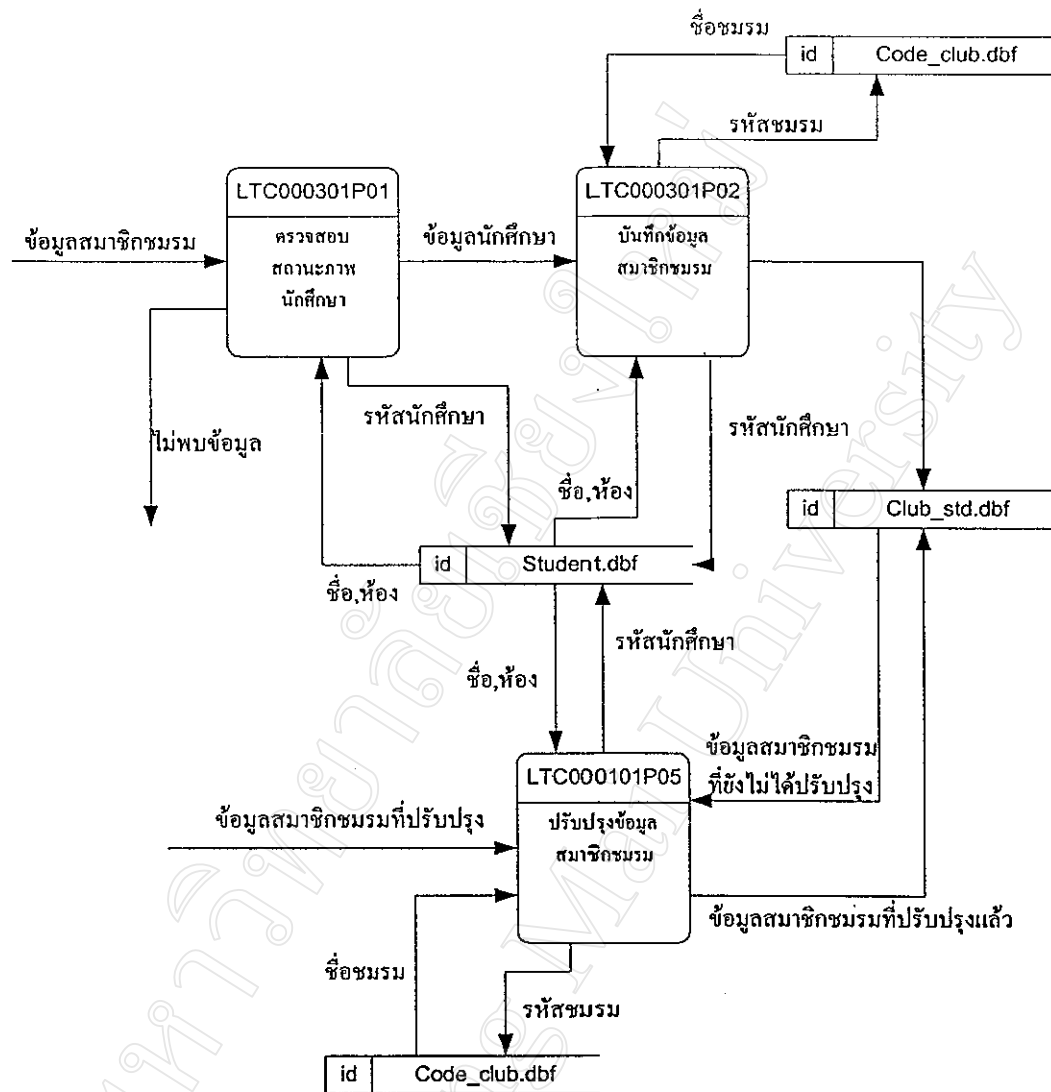 ชื่อชมรม
id Code_club.dbf
รหัสชมรม
LTC000301P01
LTC000301P02
ข้อมูลสมาชิกชมรม
ตรวจสอบ
สถานะภาพ
นักศึกษา
ข้อมูลนักศึกษา
บันทึกข้อมูล
สมาชิกชมรม
รหัสนักศึกษา
รหัสนักศึกษา
ไม่พบข้อมูล
ชื่อ,ห้อง
id Club_std.dbf
id Student.dbf
ชื่อ,ห้อง
รหัสนักศึกษา
ชื่อ,ห้อง
ข้อมูลสมาชิกชมรม
ที่ยังไม่ได้ปรับปรุง
LTC000101P05
ข้อมูลสมาชิกชมรมที่ปรับปรุง
ปรับปรุงข้อมูล
สมาชิกชมรม
ข้อมูลสมาชิกชมรมที่ปรับปรุงแล้ว
ชื่อชมรม
รหัสชมรม
id Code_club.dbf